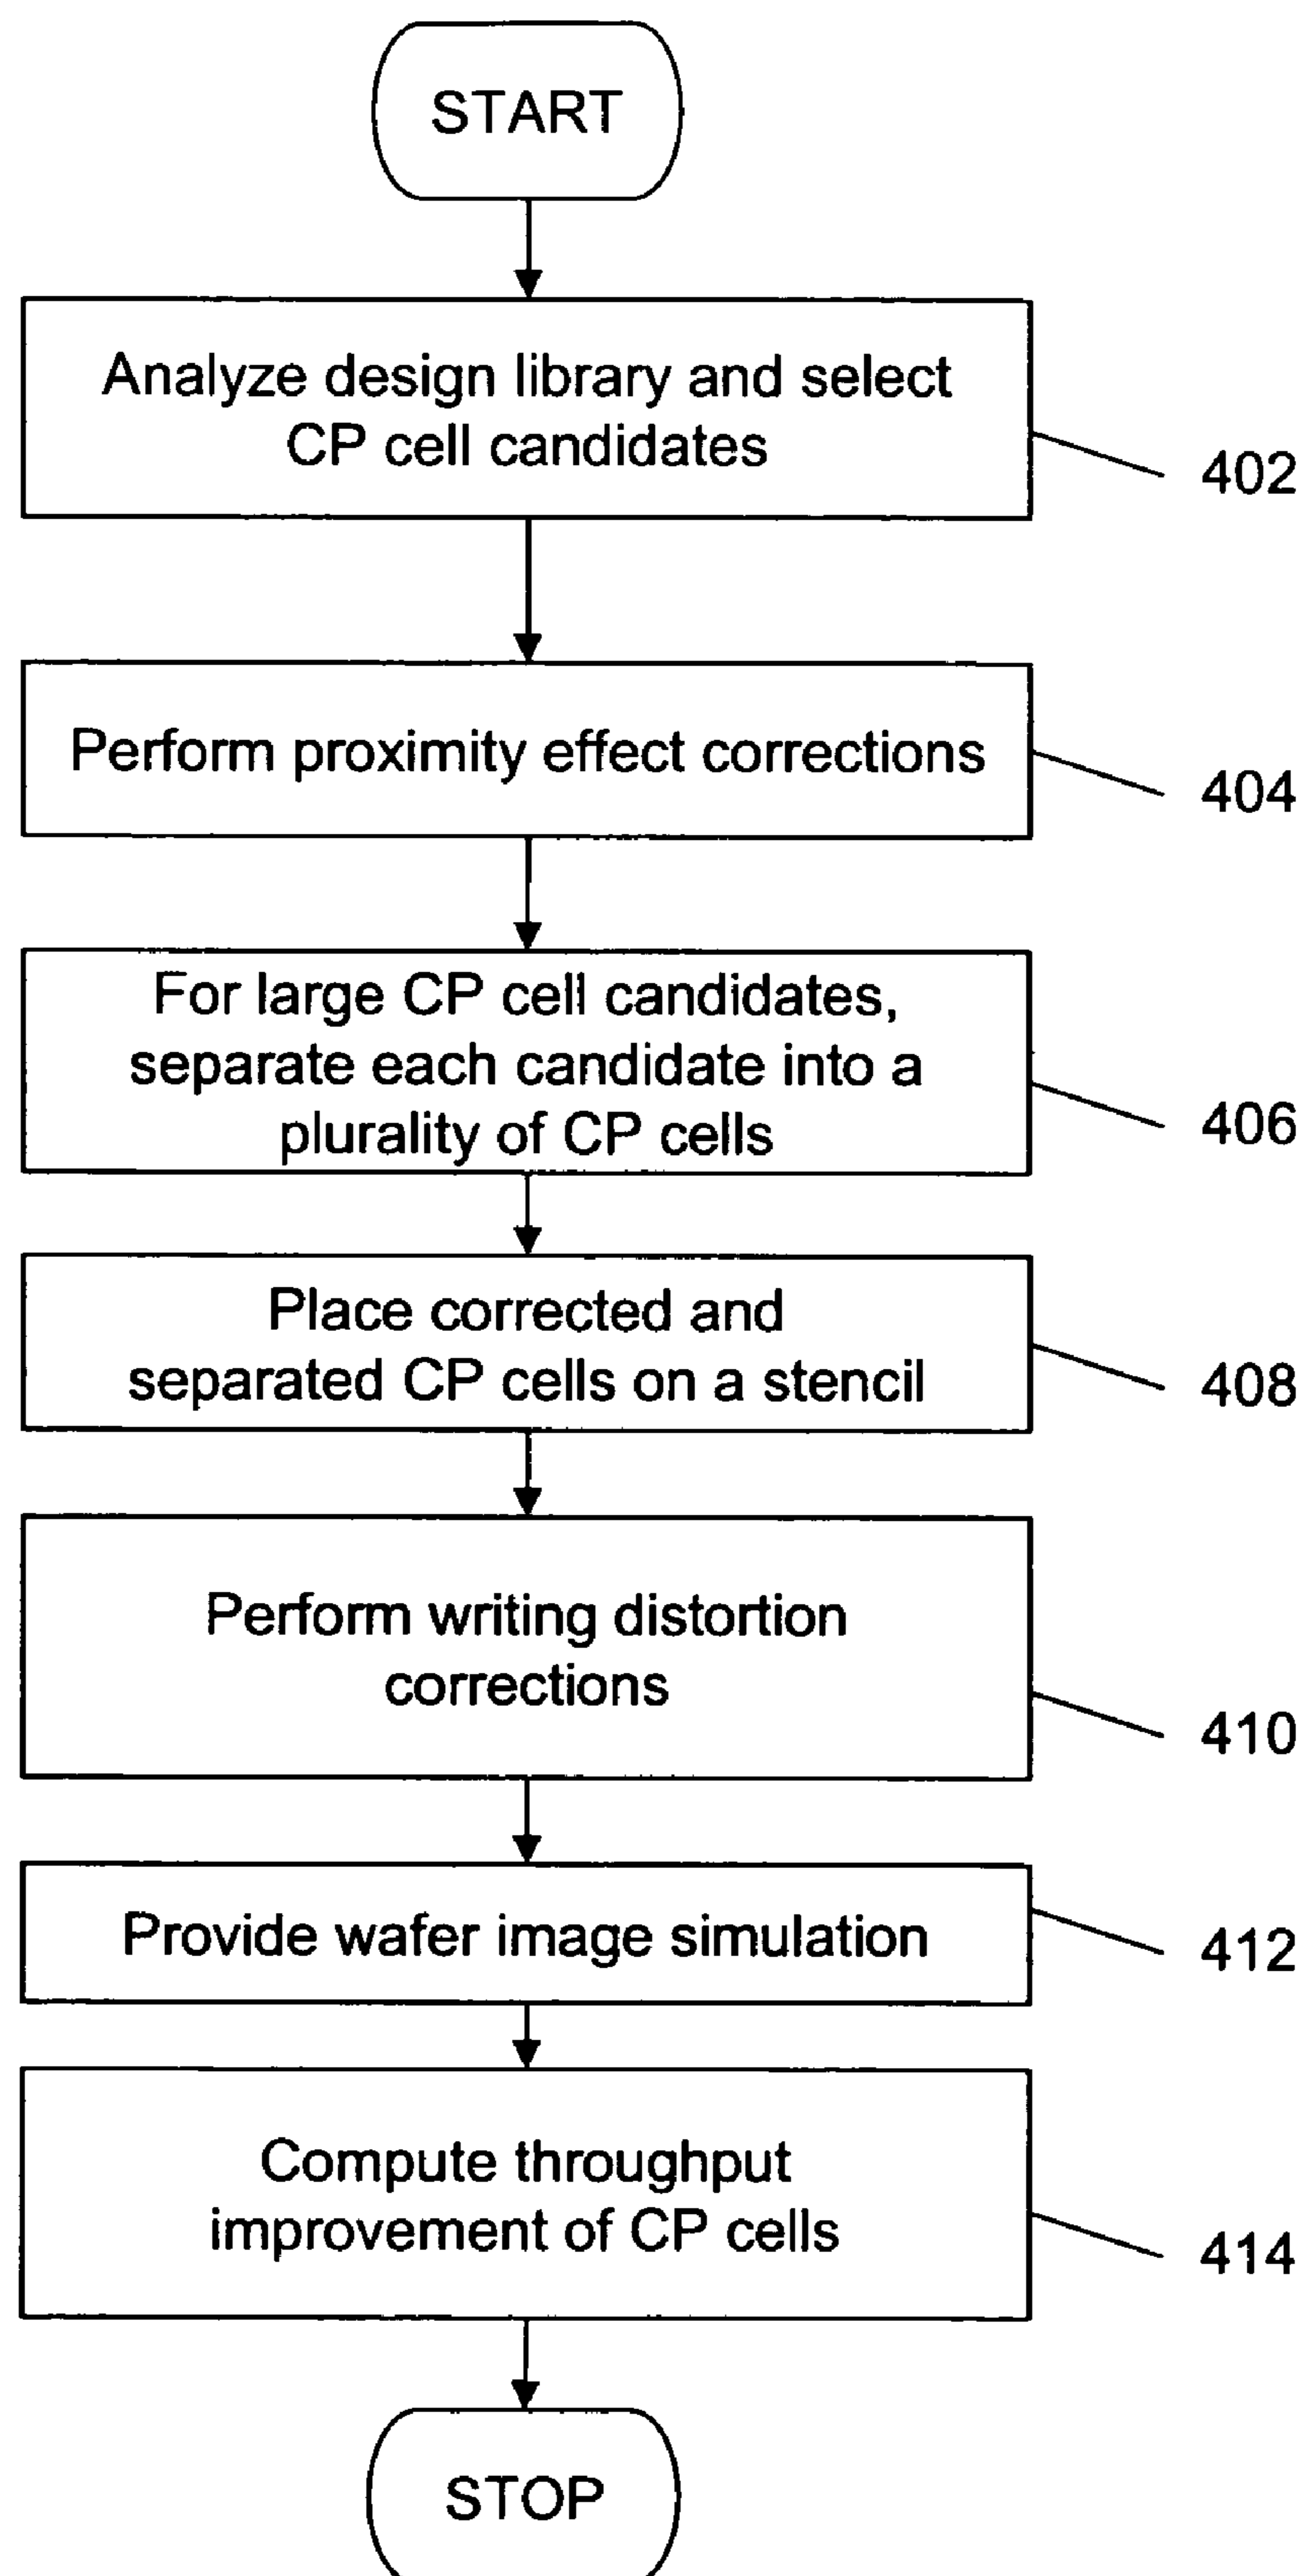 START
Analyze design library and select
CP cell candidates
402
Perform proximity effect corrections
404
For large CP cell candidates,
separate each candidate into a
plurality of CP cells
406
Place corrected and
separated CP cells on a stencil
408
Perform writing distortion
corrections
410
Provide wafer image simulation
412
Compute throughput
improvement of CP cells
414
STOP